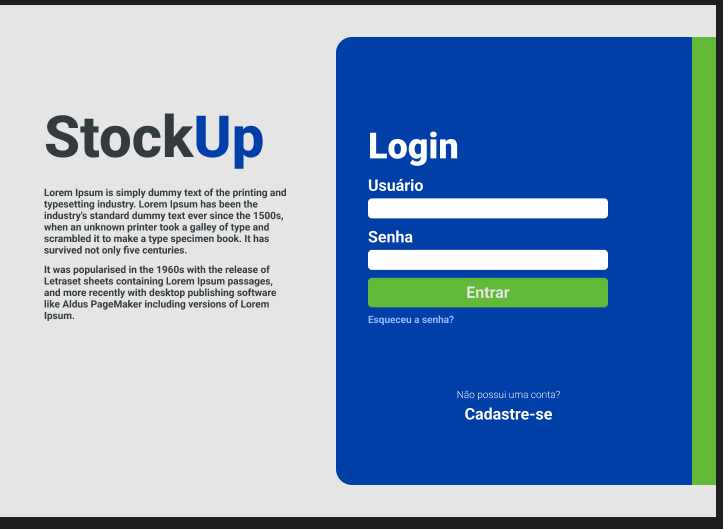 StockUp
Lorem Ipsum is simply dummy text of the printing and
typesetting industry. Lorem Ipsum has been the
industry's standard dummy text ever since the 1500s,
when an unknown printer took a galley of type and
scrambled it to make a type specimen book. It has
survived not only five centuries.
It was popularised in the 1960s with the release of
Letraset sheets containing Lorem Ipsum passages,
and more recently with desktop publishing software
like Aldus PageMaker including versions of Lorem
Ipsum.
Login
Usuário
Senha
Entrar
Esqueceu a senha?
Não possui uma conta?
Cadastre-se